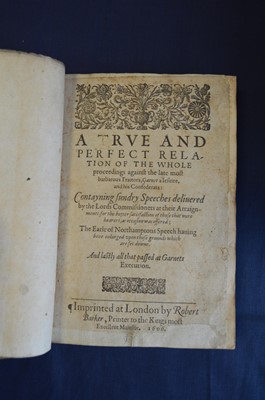 A TRVE AND
PERFECT RELA-
TION OF THE WHOLE
proceedings against the late most
barbarous Traitors, Garnet a Iesuite,
and his Confederats:
Contayning sundry Speeches deliuered
by the Lords Commissioners at their Arraign-
ments, for the better satisfaction of those that were
hearers, as occasion was offered;
The Earle of Northamptons Speech hauing
bene enlarged vpon those grounds which
are set downe.
And lastly all that passed at Garnets
Execution.
Imprinted at London by Robert
Barker, Printer to the Kings most
Excellent Maiestie. 1606.